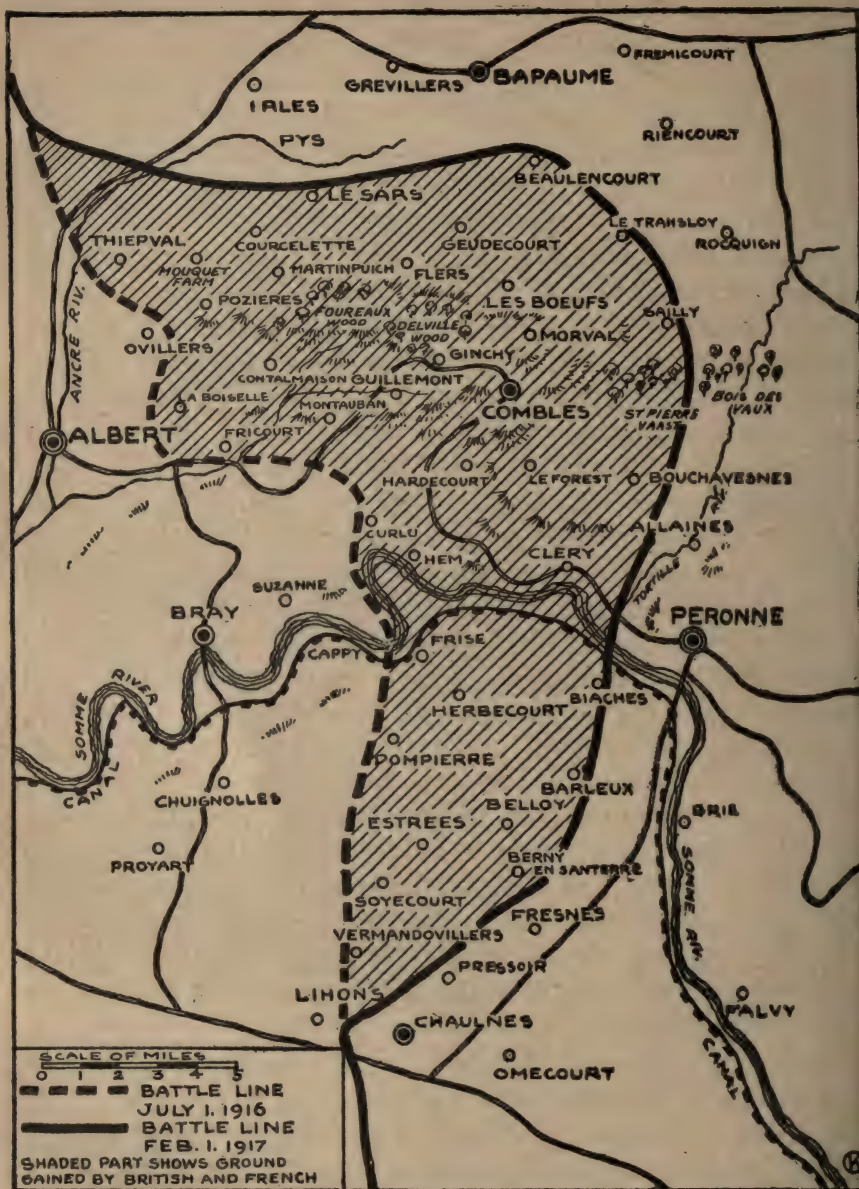 FREMICOURT
GREVILLERS
BAPAUME
IRLES
RIENCOURT
PYS
BEAULENCOURT
LE SARS
LE TRANSLOY
ROCQUIGN
THIEPVAL
COURCELETTE
GEUDECOURT
MOUQUET
FARM
MARTINPUICH
FLERS
ANCRE RIV.
POZIERES
FOUREAUX
WOOD
LES BOEUFS
DELVILLE
WOOD
SAILLY
OVILLERS
MORVAL
GINCHY
CONTALMAISON
GUILLEMONT
LA BOISELLE
MONTAUBAN
COMBLES
ST PIERRE
VAAST
BOIS DES
VAUX
ALBERT
FRICOURT
HARDECOURT
LE FOREST
BOUCHAVESNES
CURLU
ALLAINES
HEM
CLERY
SUZANNE
TORTILLE
RIV.
BRAY
PERONNE
CAPPY
FRISE
BIACHES
SOMME RIVER
CANAL
HERBECOURT
POMPIERRE
CHUIGNOLLES
BARLEUX
BELLOY
ESTREES
BRIE
PROYART
BERNY
EN SANTERRE
SOYECOURT
SOMME RIV.
FRESNES
VERMANDOVILLERS
PRESSOIR
LIHONS
FALVY
CHAULNES
OMECOURT
CANAL
SCALE OF MILES
0 1 2 3 4 5
BATTLE LINE
JULY 1. 1916
BATTLE LINE
FEB. 1. 1917
SHADED PART SHOWS GROUND
GAINED BY BRITISH AND FRENCH